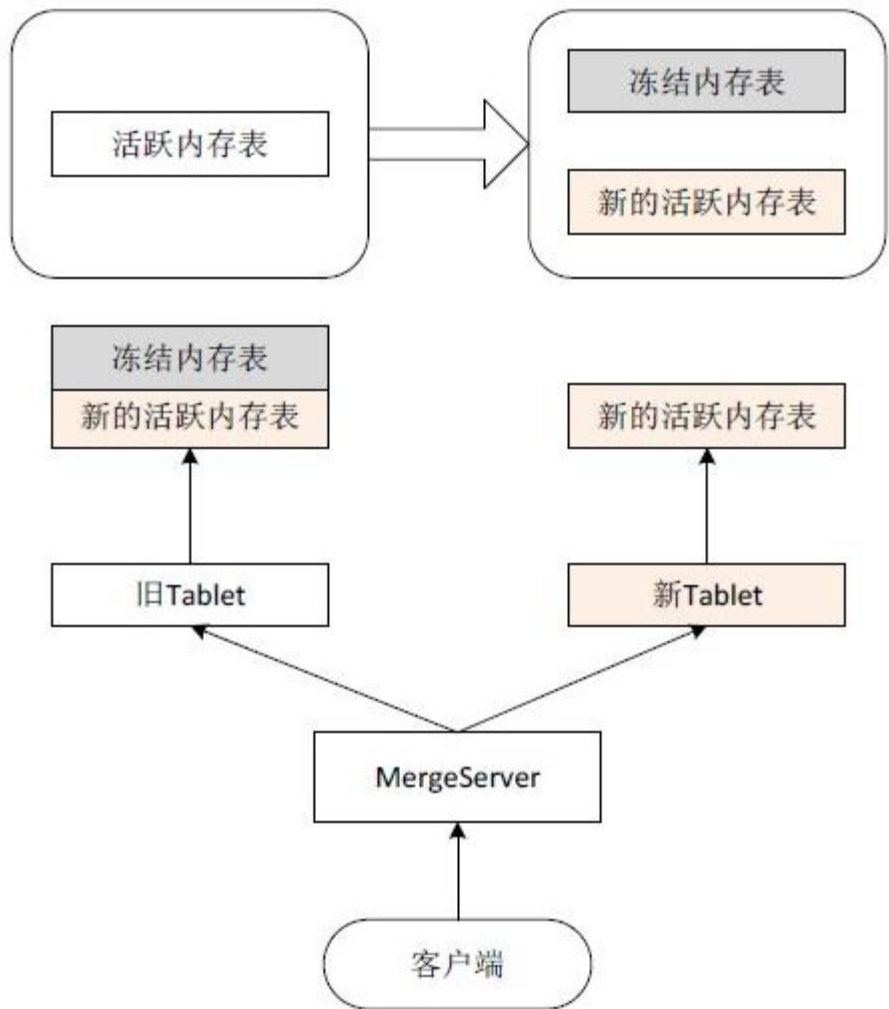 活跃内存表
冻结内存表
新的活跃内存表
冻结内存表
新的活跃内存表
新的活跃内存表
旧Tablet
新Tablet
MergeServer
客户端